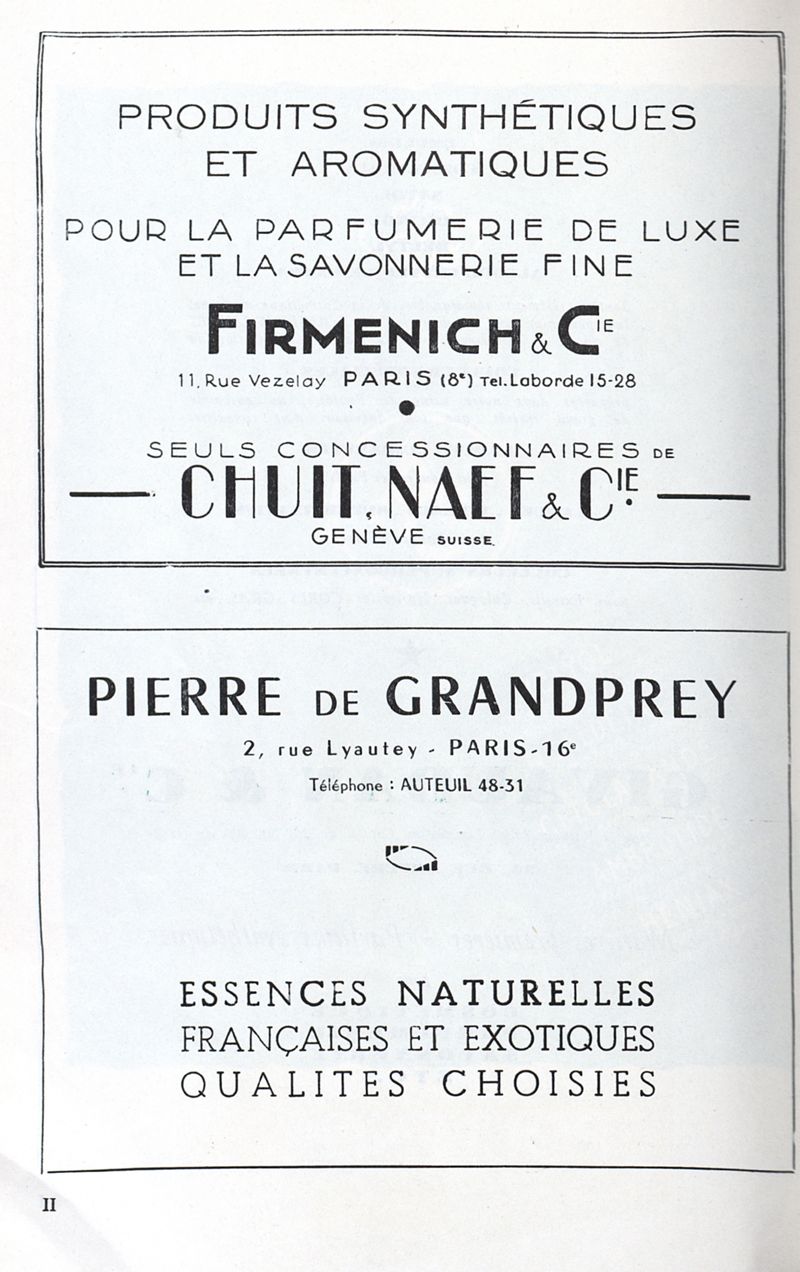 PRODUITS SYNTHÉTIQUES
ET AROMATIQUES
POUR LA PARFUMERIE DE LUXE
ET LA SAVONNERIE FINE
FIRMENICH & CIE
11, Rue Vezelay PARIS (8e) Tel. Laborde 15-28
SEULS CONCESSIONNAIRES DE
CHUIT, NAEF & CIE.
GENÈVE SUISSE.
PIERRE DE GRANDPREY
2, rue Lyautey - PARIS-16e
Téléphone : AUTEUIL 48-31
ESSENCES NATURELLES
FRANÇAISES ET EXOTIQUES
QUALITES CHOISIES
II